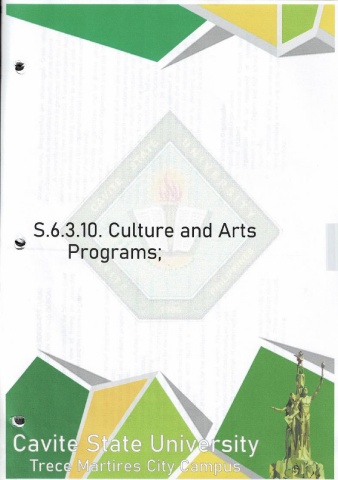 S.6.3.10. Culture and Arts
Programs;
Cavite State University
Trece Martires City Campus